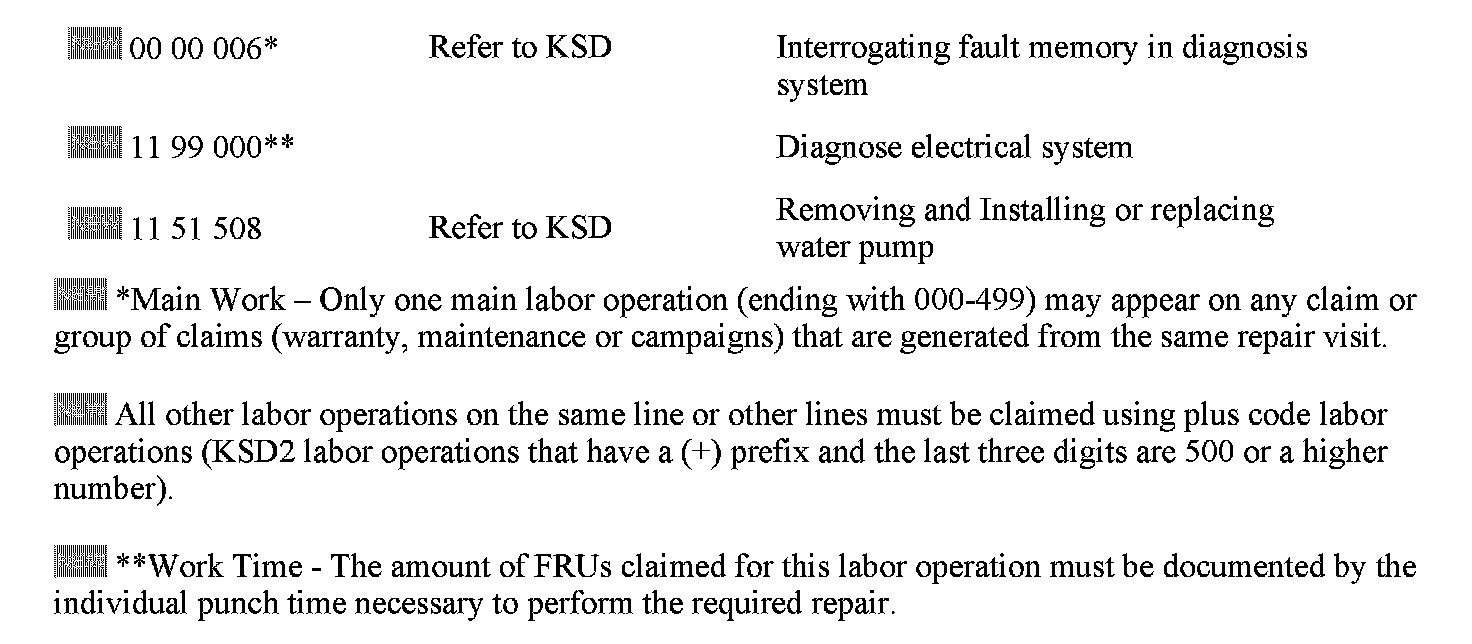 00 00 006* Refer to KSD Interrogating fault memory in diagnosis
system
11 99 000** Diagnose electrical system
11 51 508 Refer to KSD Removing and Installing or replacing
water pump
*Main Work – Only one main labor operation (ending with 000-499) may appear on any claim or
group of claims (warranty, maintenance or campaigns) that are generated from the same repair visit.
All other labor operations on the same line or other lines must be claimed using plus code labor
operations (KSD2 labor operations that have a (+) prefix and the last three digits are 500 or a higher
number).
**Work Time - The amount of FRUs claimed for this labor operation must be documented by the
individual punch time necessary to perform the required repair.